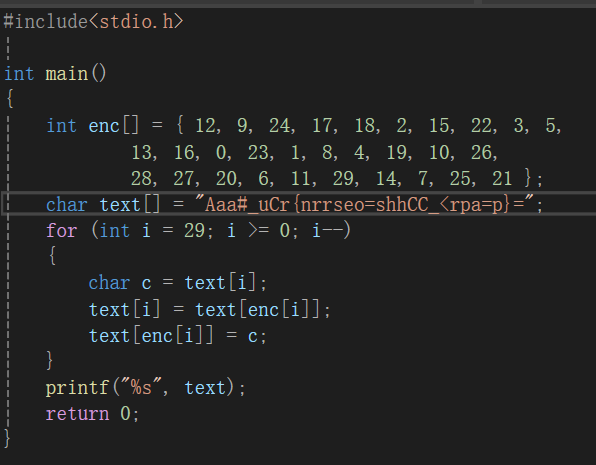 #include<stdio.h>
int main()
{
int enc[] = { 12, 9, 24, 17, 18, 2, 15, 22, 3, 5,
13, 16, 0, 23, 1, 8, 4, 19, 10, 26,
28, 27, 20, 6, 11, 29, 14, 7, 25, 21 };
char text[] = "Aaa#_uCr{nrrseo=shhCC_<rpa=p}=";
for (int i = 29; i >= 0; i--)
{
char c = text[i];
text[i] = text[enc[i]];
text[enc[i]] = c;
}
printf("%s", text);
return 0;
}